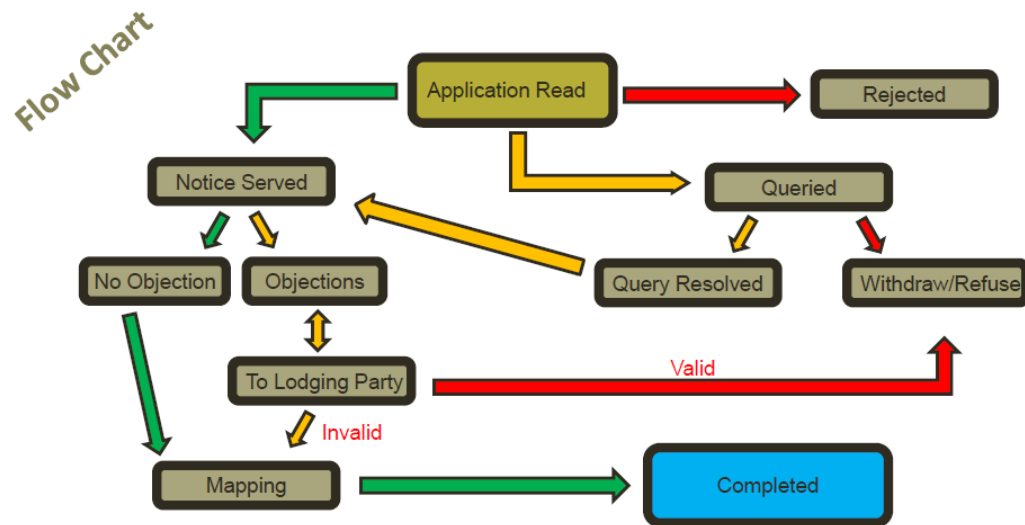 Flow Chart
Application Read
Rejected
Notice Served
Queried
No Objection
Objections
Query Resolved
Withdraw/Refuse
To Lodging Party
Valid
Invalid
Mapping
Completed